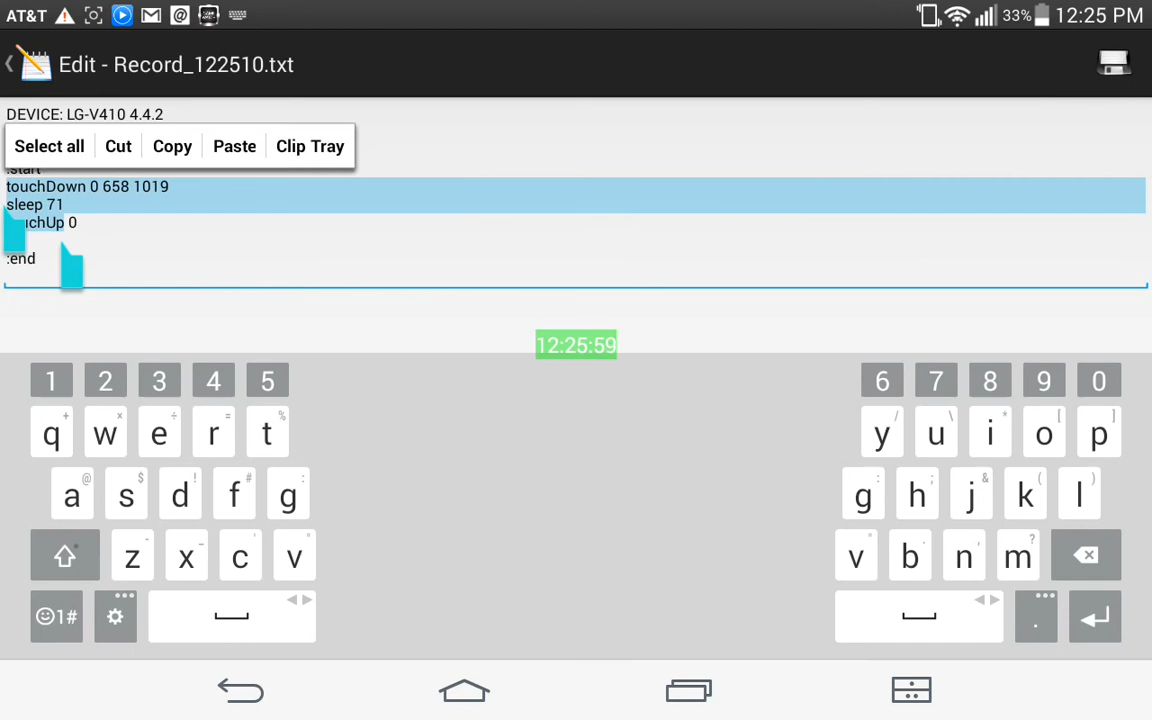 AT&T 33% 12:25 PM
Edit - Record_122510.txt
DEVICE: LG-V410 4.4.2
Select all Cut Copy Paste Clip Tray
:start
touchDown 0 658 1019
sleep 71
uchUp 0
:end
12:25:59
1 2 3 4 5 6 7 8 9 0
+ × ÷ = % / \ * [ ]
q w e r t y u i o p
@ $ ! # : : ; & ( )
a s d f g g h j k l
z x c v v b n m ?
1# .